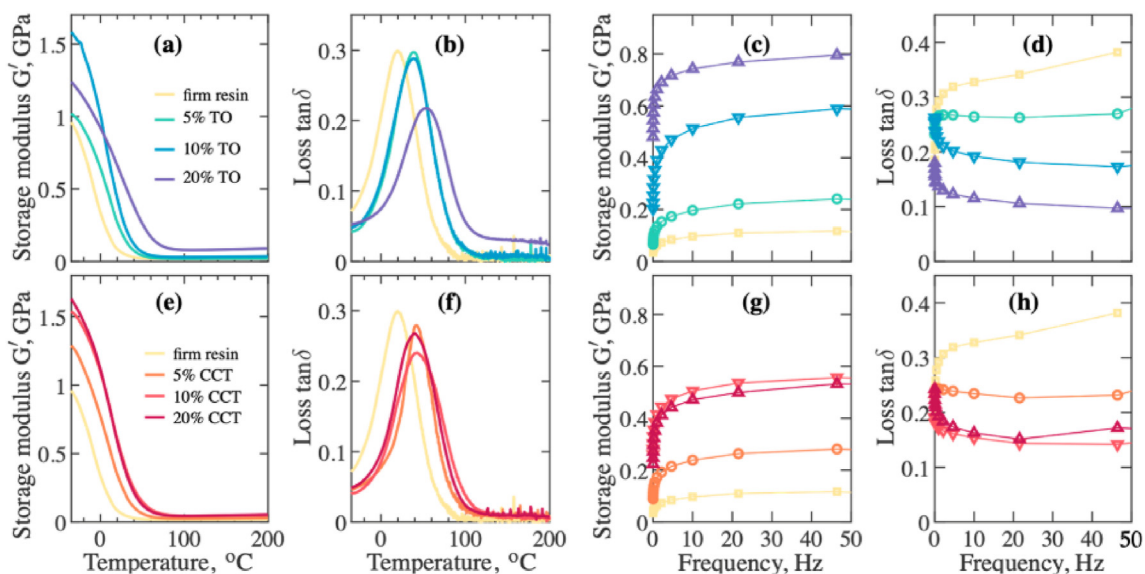 (a) (b) (c) (d)
Storage modulus G′, GPa
0 0.5 1 1.5
firm resin
5% TO
10% TO
20% TO
Loss tanδ
0 0.1 0.2 0.3
Storage modulus G′, GPa
0 0.2 0.4 0.6 0.8
Loss tanδ
0 0.1 0.2 0.3 0.4
(e) (f) (g) (h)
Storage modulus G′, GPa
0 0.5 1 1.5
firm resin
5% CCT
10% CCT
20% CCT
Loss tanδ
0 0.1 0.2 0.3
Storage modulus G′, GPa
0 0.2 0.4 0.6 0.8
Loss tanδ
0 0.1 0.2 0.3 0.4
0 100 200
0 100 200
0 10 20 30 40 50
0 10 20 30 40 50
Temperature, ºC
Temperature, ºC
Frequency, Hz
Frequency, Hz